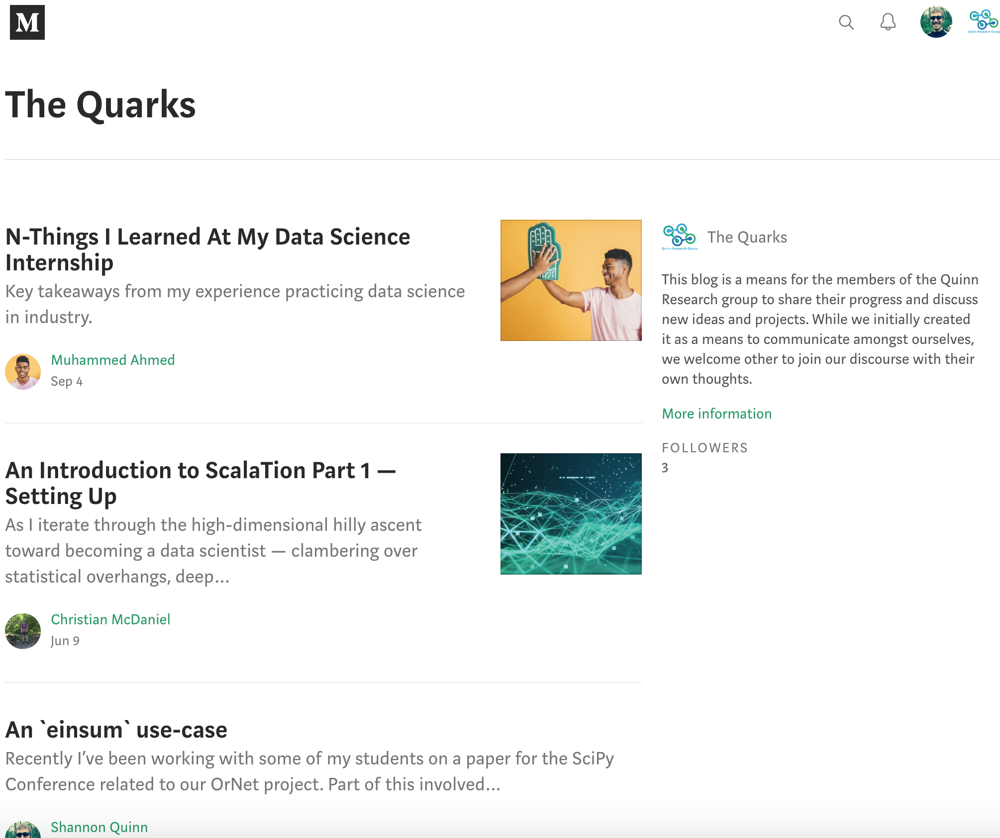 M
Quinn Research Group
The Quarks
N-Things I Learned At My Data Science
Internship
Key takeaways from my experience practicing data science
in industry.
Muhammed Ahmed
Sep 4
Quinn Research Group
The Quarks
This blog is a means for the members of the Quinn
Research group to share their progress and discuss
new ideas and projects. While we initially created
it as a means to communicate amongst ourselves,
we welcome other to join our discourse with their
own thoughts.
More information
FOLLOWERS
3
An Introduction to ScalaTion Part 1 —
Setting Up
As I iterate through the high-dimensional hilly ascent
toward becoming a data scientist — clambering over
statistical overhangs, deep…
Christian McDaniel
Jun 9
An `einsum` use-case
Recently I’ve been working with some of my students on a paper for the SciPy
Conference related to our OrNet project. Part of this involved…
Shannon Quinn